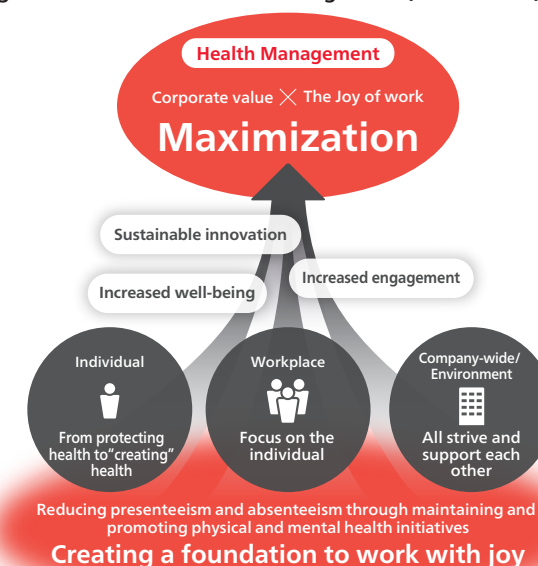 Health Management
Corporate value × The Joy of work
Maximization
Sustainable innovation
Increased engagement
Increased well-being
Individual
From protecting
health to“creating”
health
Workplace
Focus on the
individual
Company-wide/
Environment
All strive and
support each
other
Reducing presenteeism and absenteeism through maintaining and
promoting physical and mental health initiatives
Creating a foundation to work with joy